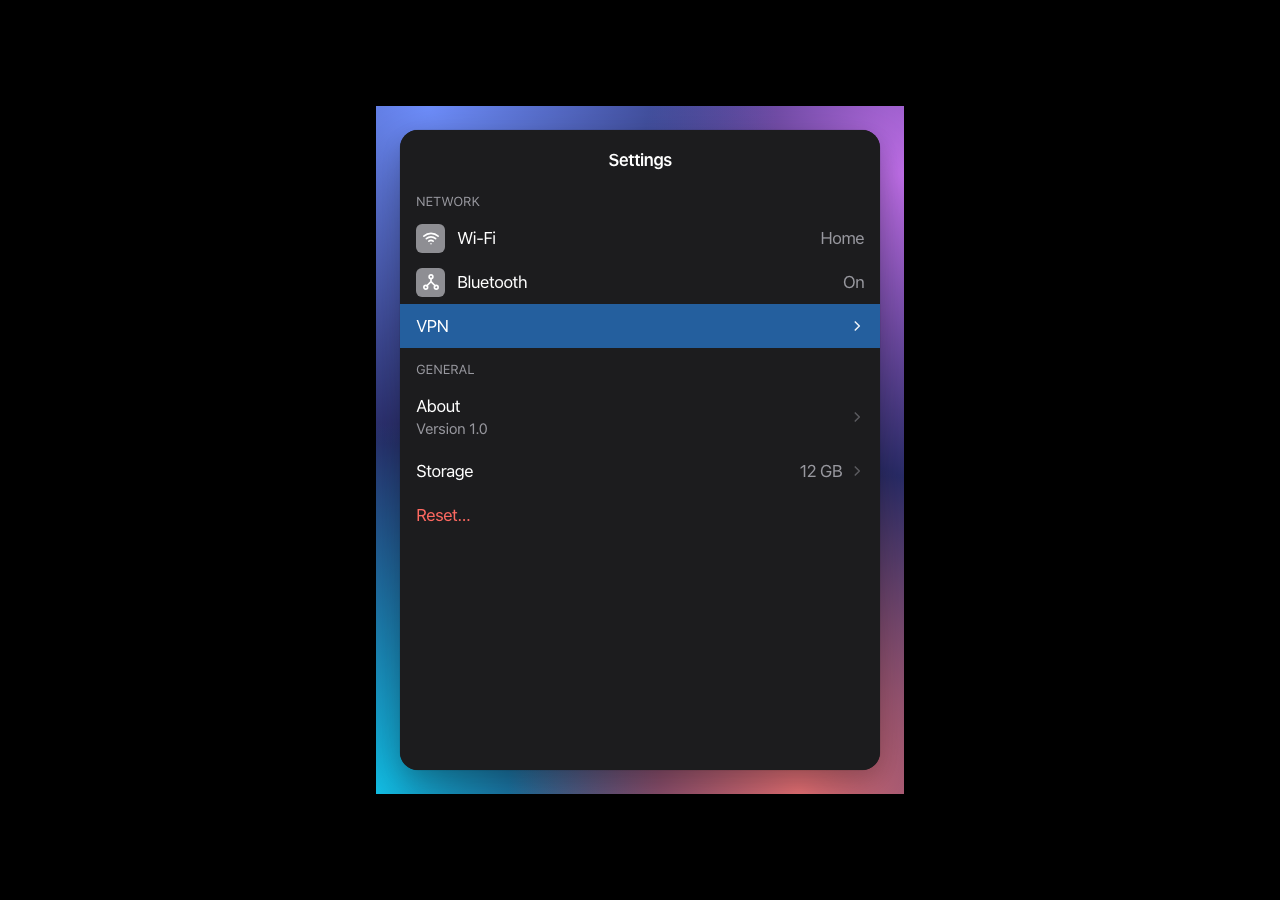 Settings
NETWORK
Wi-Fi Home
Bluetooth On
VPN
GENERAL
About
Version 1.0
Storage 12 GB
Reset...